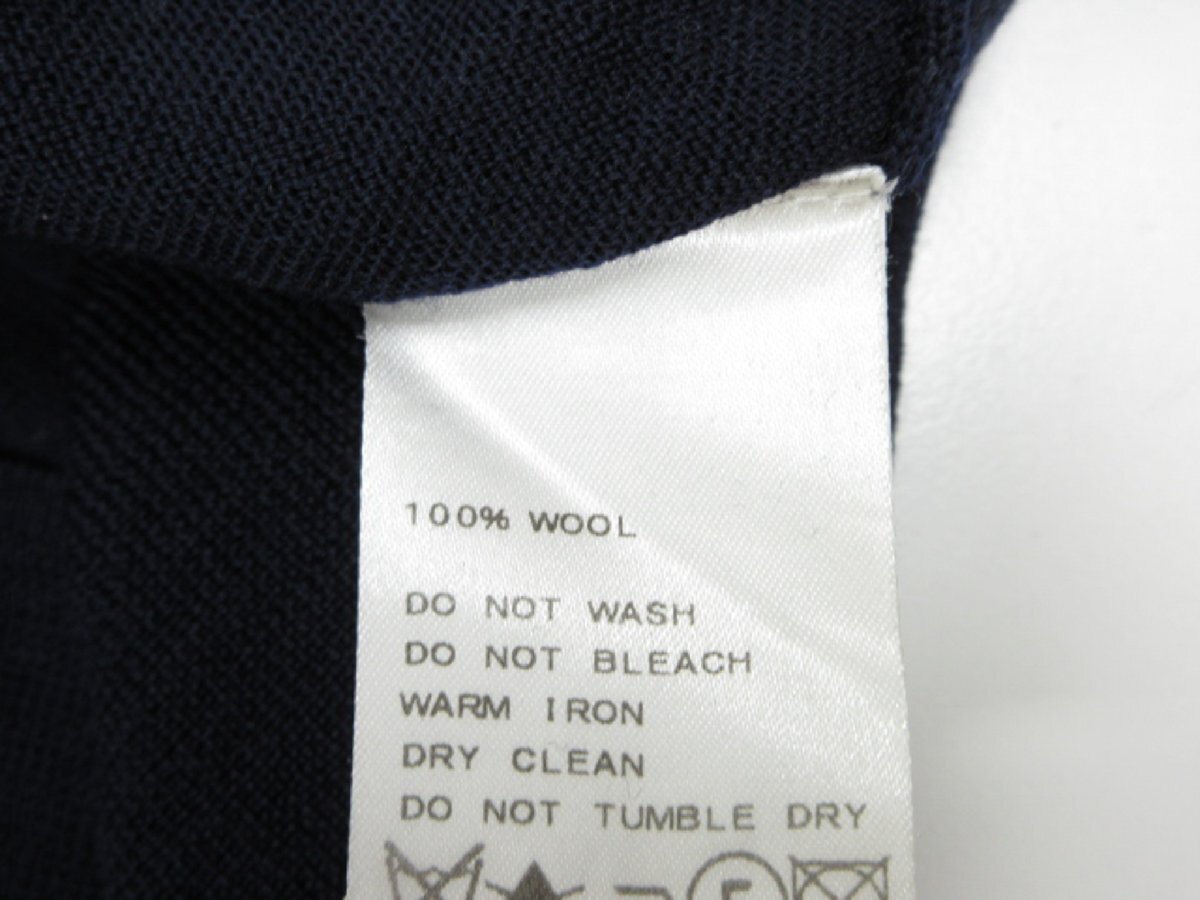 100% WOOL
DO NOT WASH
DO NOT BLEACH
WARM IRON
DRY CLEAN
DO NOT TUMBLE DRY